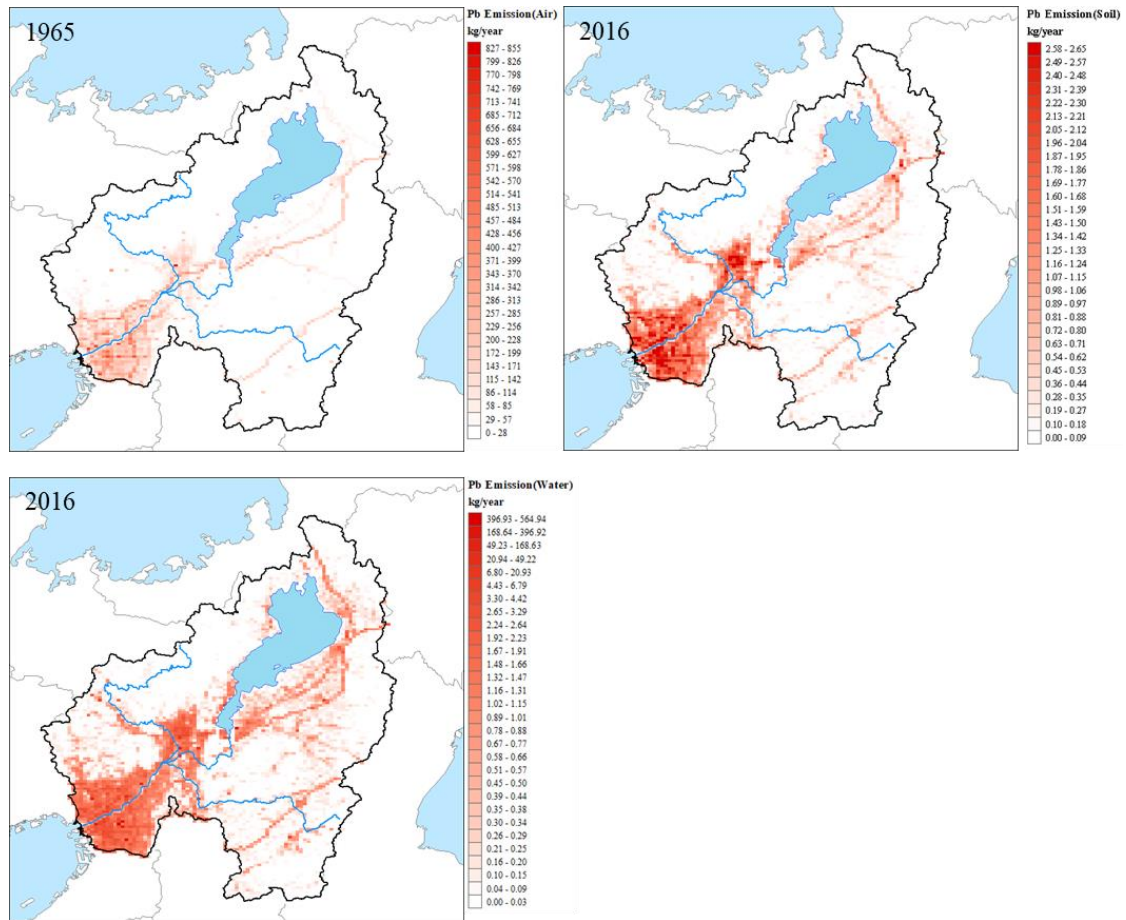 1965
Pb Emission(Air)
kg/year
827 - 855
799 - 826
770 - 798
742 - 769
713 - 741
685 - 712
656 - 684
628 - 655
599 - 627
571 - 598
542 - 570
514 - 541
485 - 513
457 - 484
428 - 456
400 - 427
371 - 399
343 - 370
314 - 342
286 - 313
257 - 285
229 - 256
200 - 228
172 - 199
143 - 171
115 - 142
86 - 114
58 - 85
29 - 57
0 - 28
2016
Pb Emission(Soil)
kg/year
2.58 - 2.65
2.49 - 2.57
2.40 - 2.48
2.31 - 2.39
2.22 - 2.30
2.13 - 2.21
2.05 - 2.12
1.96 - 2.04
1.87 - 1.95
1.78 - 1.86
1.69 - 1.77
1.60 - 1.68
1.51 - 1.59
1.43 - 1.50
1.34 - 1.42
1.25 - 1.33
1.16 - 1.24
1.07 - 1.15
0.98 - 1.06
0.89 - 0.97
0.81 - 0.88
0.72 - 0.80
0.63 - 0.71
0.54 - 0.62
0.45 - 0.53
0.36 - 0.44
0.28 - 0.35
0.19 - 0.27
0.10 - 0.18
0.00 - 0.09
2016
Pb Emission(Water)
kg/year
396.93 - 564.94
168.64 - 396.92
49.23 - 168.63
20.94 - 49.22
6.80 - 20.93
4.43 - 6.79
3.30 - 4.42
2.65 - 3.29
2.24 - 2.64
1.92 - 2.23
1.67 - 1.91
1.48 - 1.66
1.32 - 1.47
1.16 - 1.31
1.02 - 1.15
0.89 - 1.01
0.78 - 0.88
0.67 - 0.77
0.58 - 0.66
0.51 - 0.57
0.45 - 0.50
0.39 - 0.44
0.35 - 0.38
0.30 - 0.34
0.26 - 0.29
0.21 - 0.25
0.16 - 0.20
0.10 - 0.15
0.04 - 0.09
0.00 - 0.03